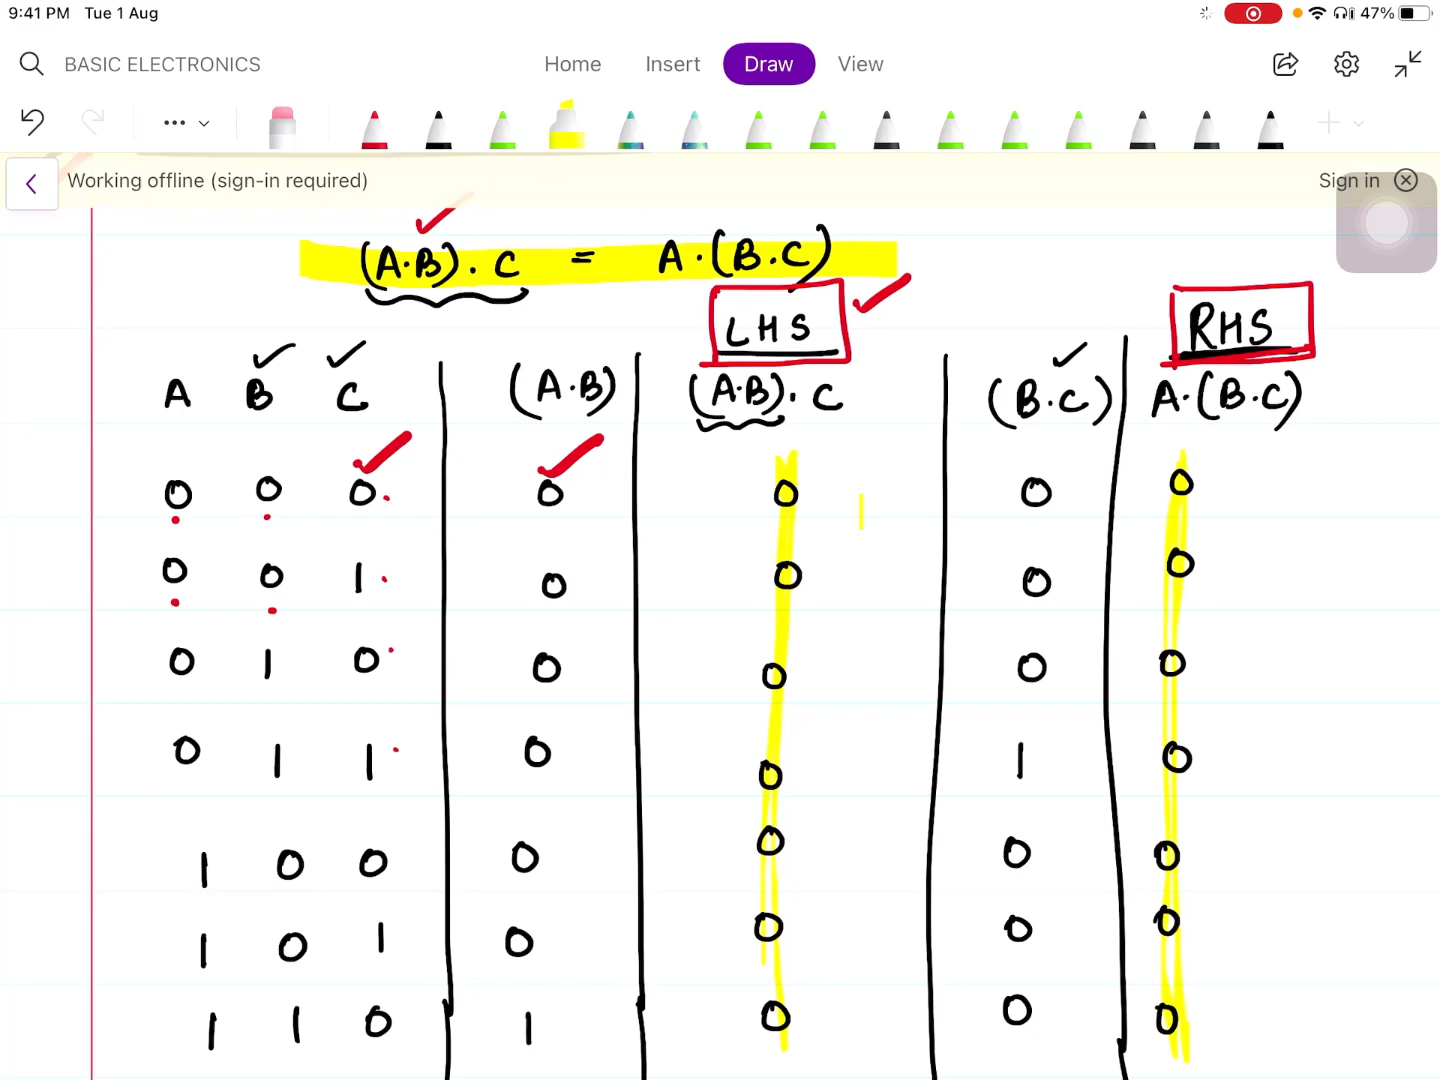 9:41 PM Tue 1 Aug 47%
BASIC ELECTRONICS Home Insert Draw View
Working offline (sign-in required) Sign in
(A·B)·C = A·(B·C)
LHS RHS
A B C (A·B) (A·B)·C (B·C) A·(B·C)
0 0 0 0 0 0 0
0 0 1 0 0 0 0
0 1 0 0 0 0 0
0 1 1 0 0 1 0
1 0 0 0 0 0 0
1 0 1 0 0 0 0
1 1 0 1 0 0 0